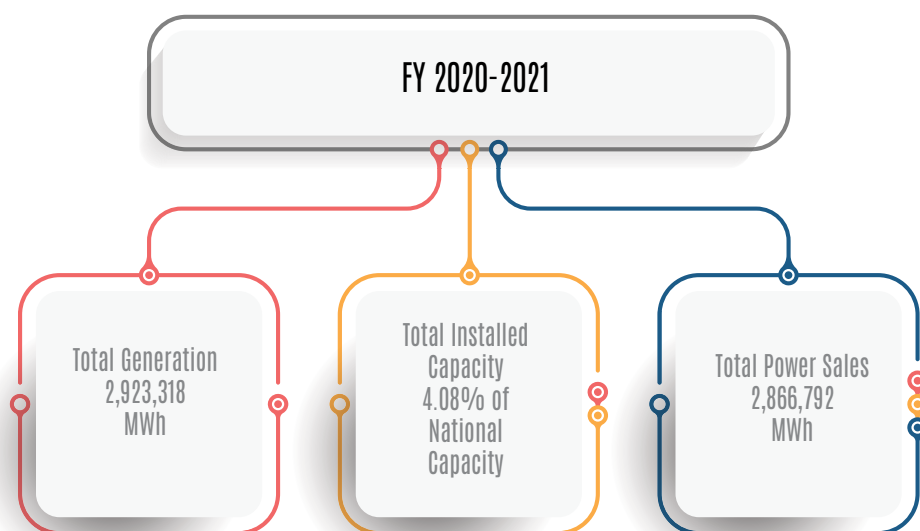 FY 2020-2021
Total Generation
2,923,318
MWh
Total Installed
Capacity
4.08% of
National
Capacity
Total Power Sales
2,866,792
MWh